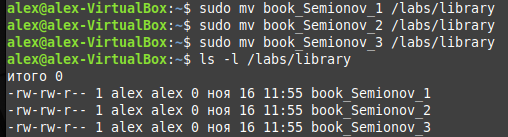 alex@alex-VirtualBox:~$ sudo mv book_Semionov_1 /labs/library
alex@alex-VirtualBox:~$ sudo mv book_Semionov_2 /labs/library
alex@alex-VirtualBox:~$ sudo mv book_Semionov_3 /labs/library
alex@alex-VirtualBox:~$ ls -l /labs/library
итого 0
-rw-rw-r-- 1 alex alex 0 ноя 16 11:55 book_Semionov_1
-rw-rw-r-- 1 alex alex 0 ноя 16 11:55 book_Semionov_2
-rw-rw-r-- 1 alex alex 0 ноя 16 11:55 book_Semionov_3